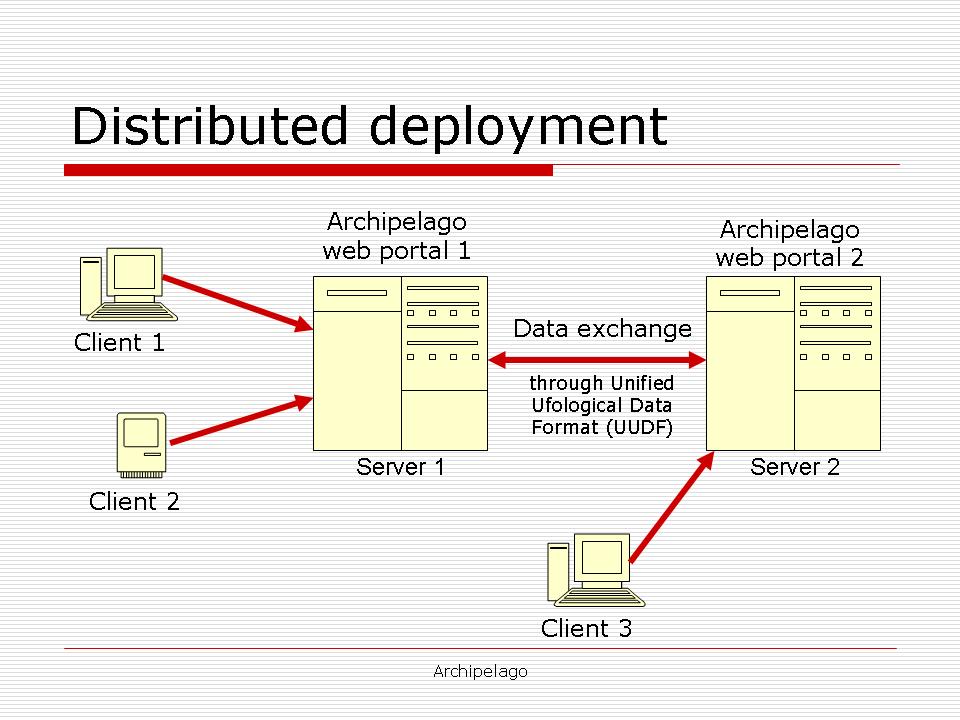 Distributed deployment
Archipelago
web portal 1
Archipelago
web portal 2
Client 1
Data exchange
through Unified
Ufological Data
Format (UUDF)
Server 1
Server 2
Client 2
Client 3
Archipelago